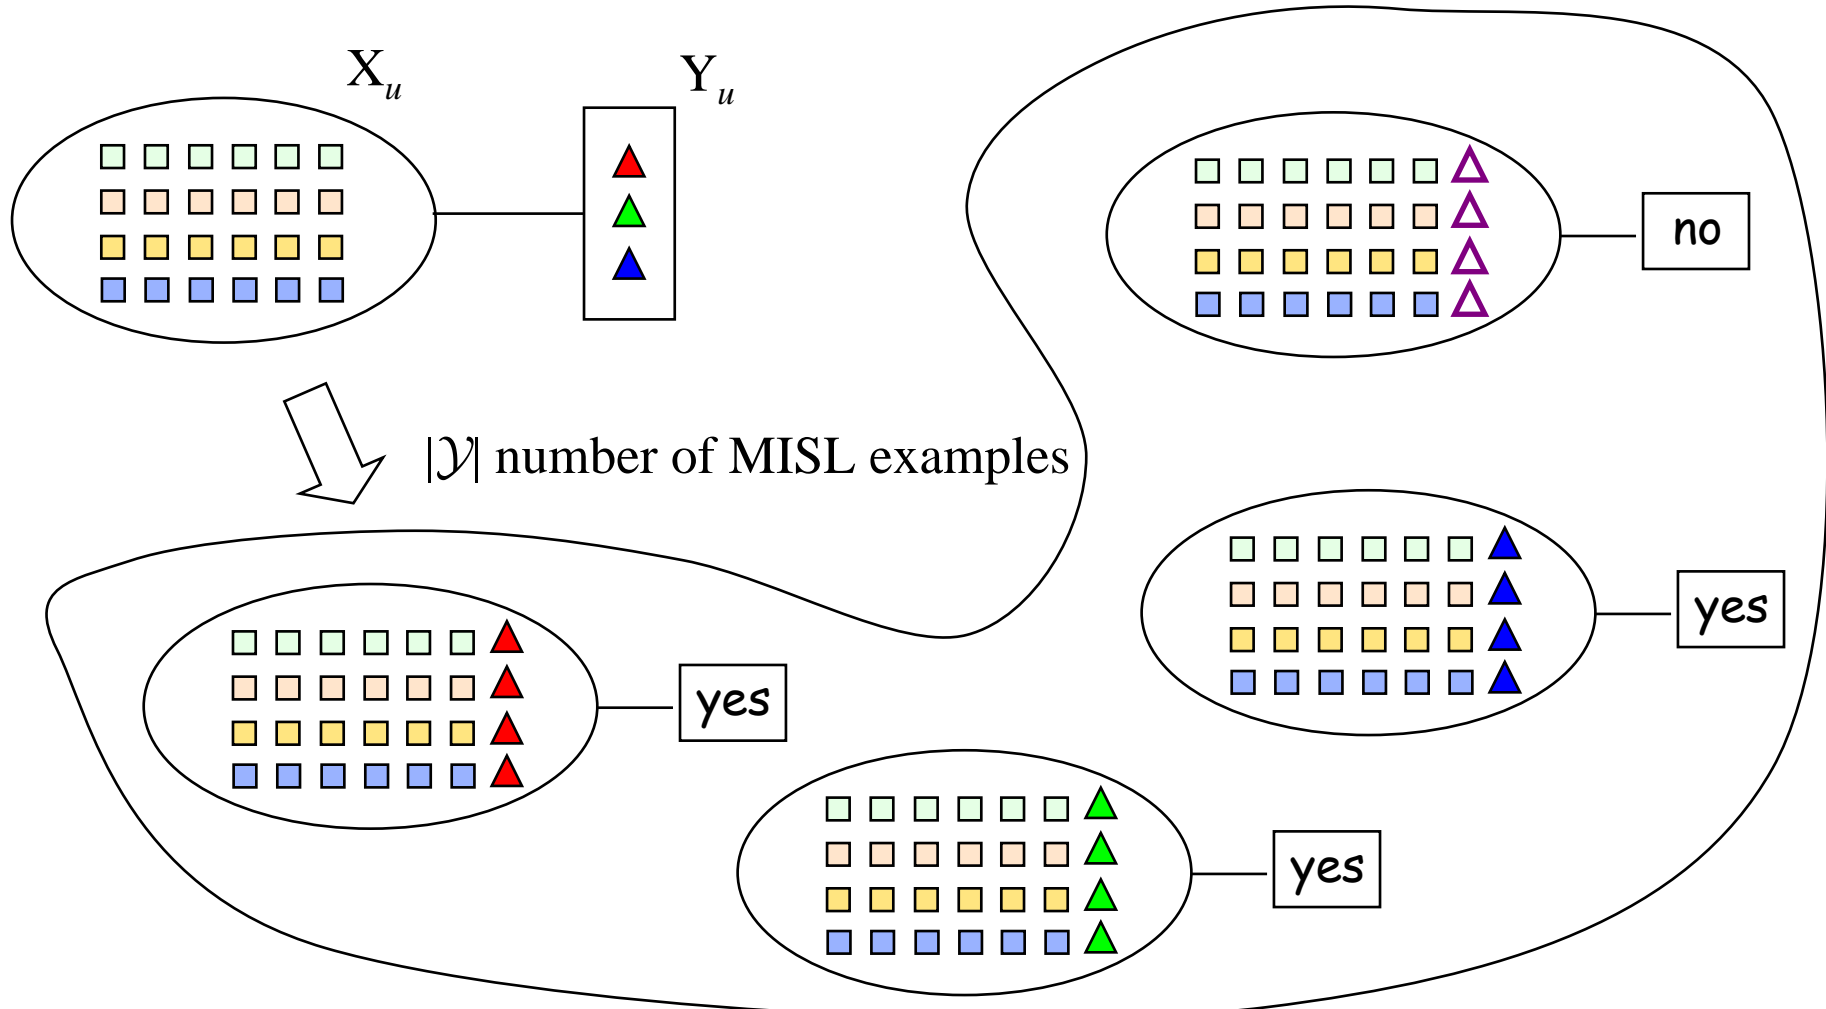 X_u
Y_u
no
|𝒴| number of MISL examples
yes
yes
yes